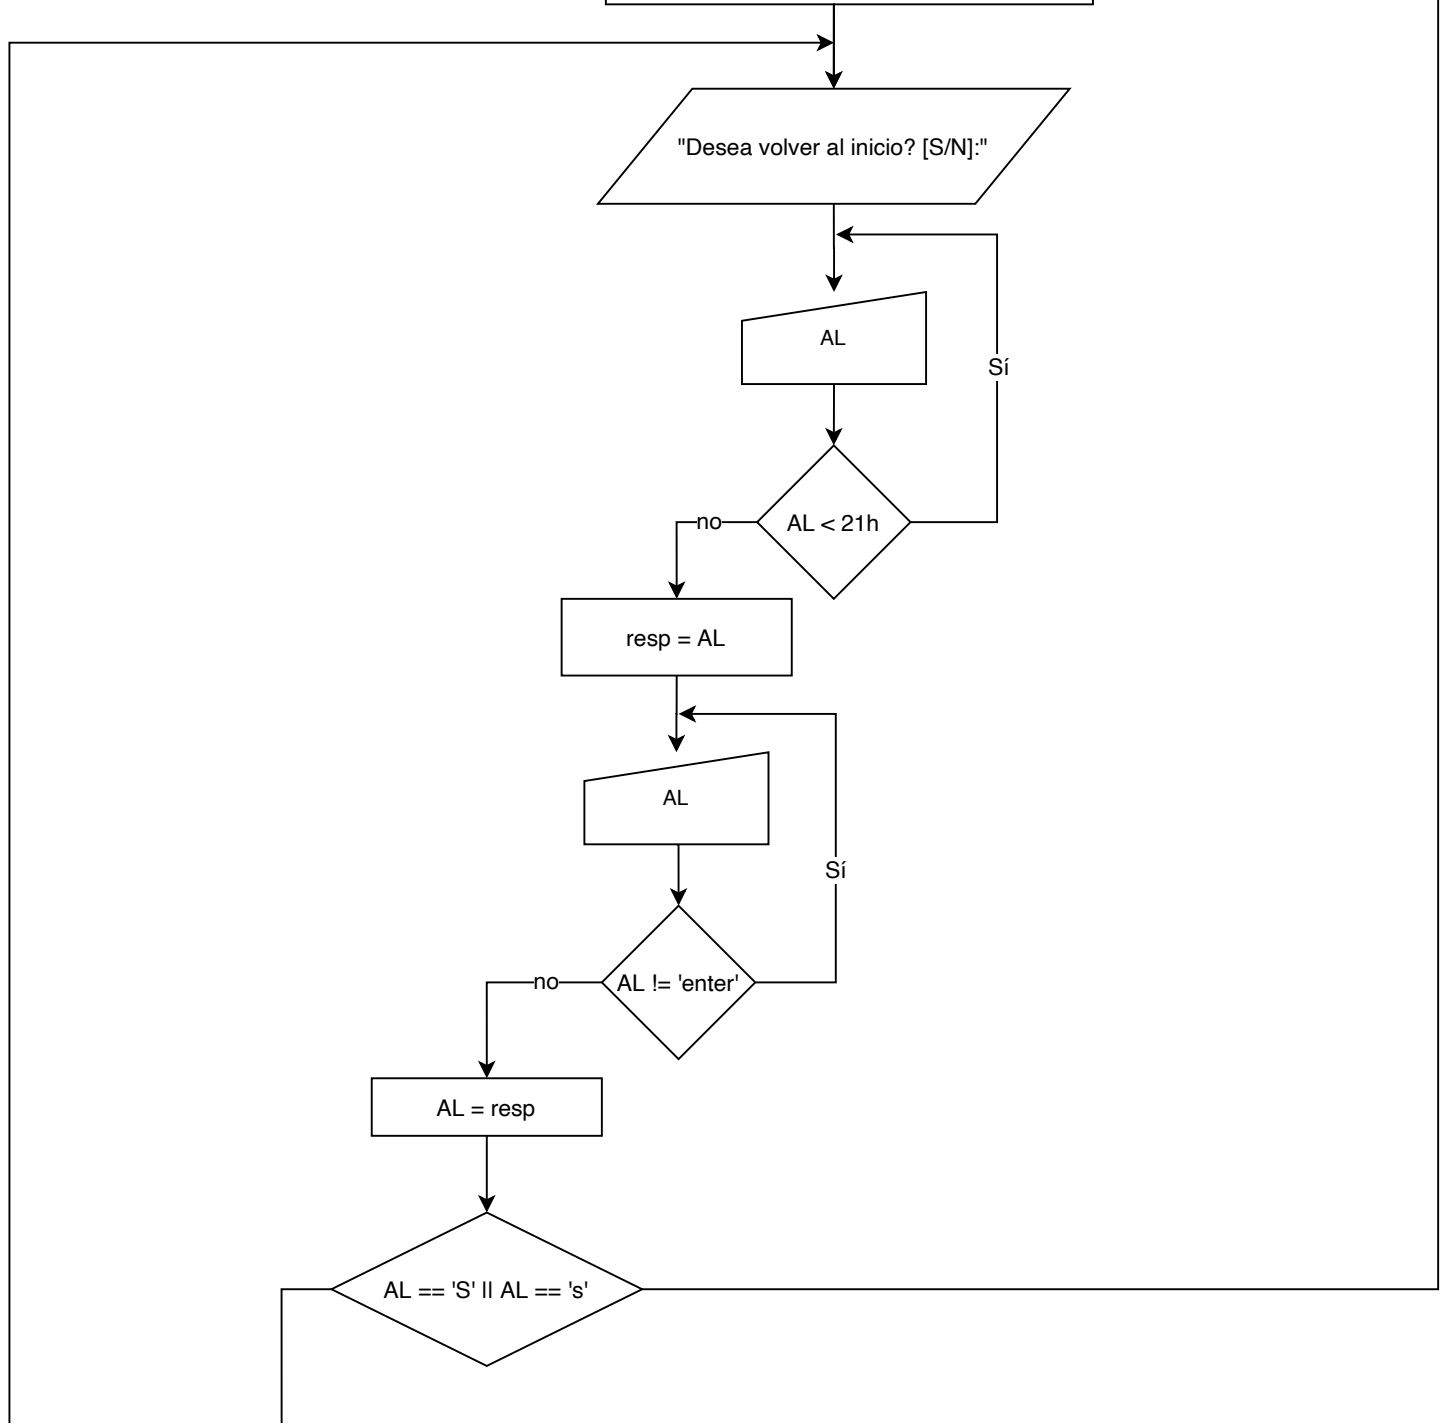 "Desea volver al inicio? [S/N]:"
AL
Sí
AL < 21h
no
resp = AL
AL
Sí
AL != 'enter'
no
AL = resp
AL == 'S' || AL == 's'